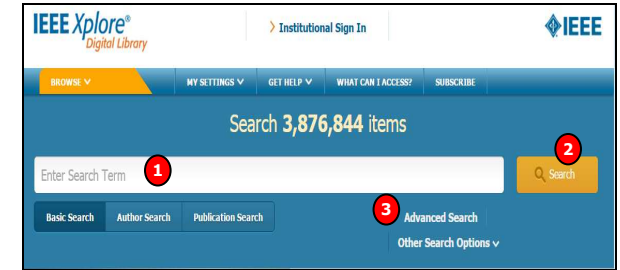 IEEE Xplore®
Digital Library
> Institutional Sign In
IEEE
BROWSE MY SETTINGS GET HELP WHAT CAN I ACCESS? SUBSCRIBE
Search 3,876,844 items
2
Enter Search Term 1 Search
3
Basic Search Author Search Publication Search Advanced Search
Other Search Options